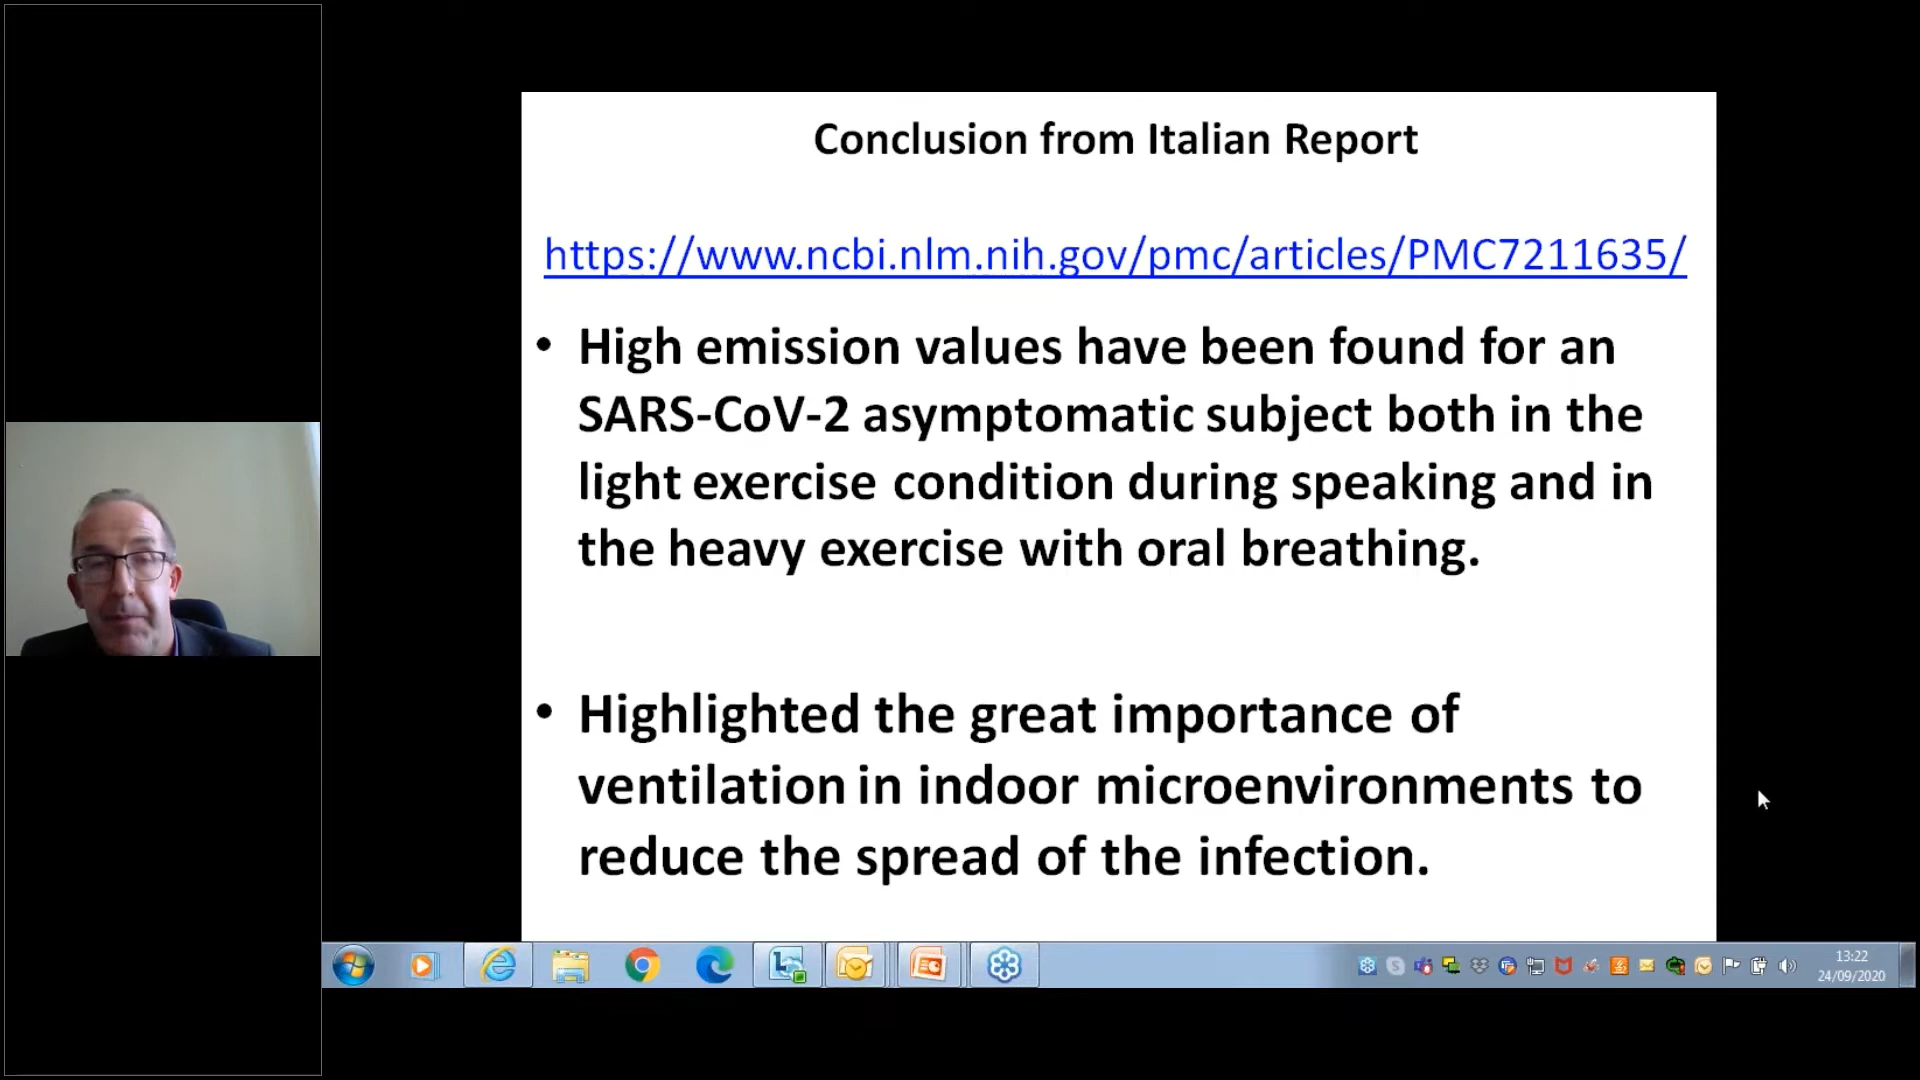 Conclusion from Italian Report
https://www.ncbi.nlm.nih.gov/pmc/articles/PMC7211635/
• High emission values have been found for an
SARS-CoV-2 asymptomatic subject both in the
light exercise condition during speaking and in
the heavy exercise with oral breathing.
• Highlighted the great importance of
ventilation in indoor microenvironments to
reduce the spread of the infection.
13:22
24/09/2020